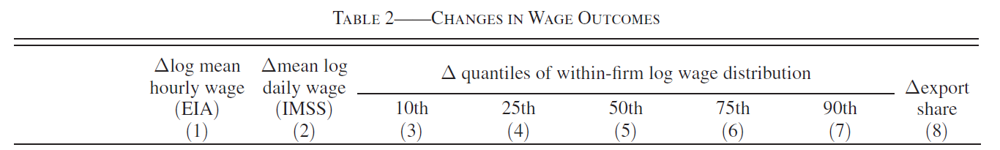 TABLE 2——CHANGES IN WAGE OUTCOMES
Δlog mean hourly wage (EIA) (1)
Δmean log daily wage (IMSS) (2)
Δ quantiles of within-firm log wage distribution
10th (3)
25th (4)
50th (5)
75th (6)
90th (7)
Δexport share (8)